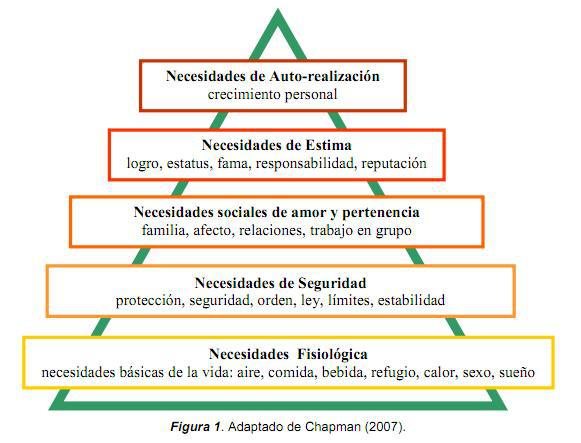 Necesidades de Auto-realización
crecimiento personal
Necesidades de Estima
logro, estatus, fama, responsabilidad, reputación
Necesidades sociales de amor y pertenencia
familia, afecto, relaciones, trabajo en grupo
Necesidades de Seguridad
protección, seguridad, orden, ley, límites, estabilidad
Necesidades Fisiológica
necesidades básicas de la vida: aire, comida, bebida, refugio, calor, sexo, sueño
Figura 1. Adaptado de Chapman (2007).